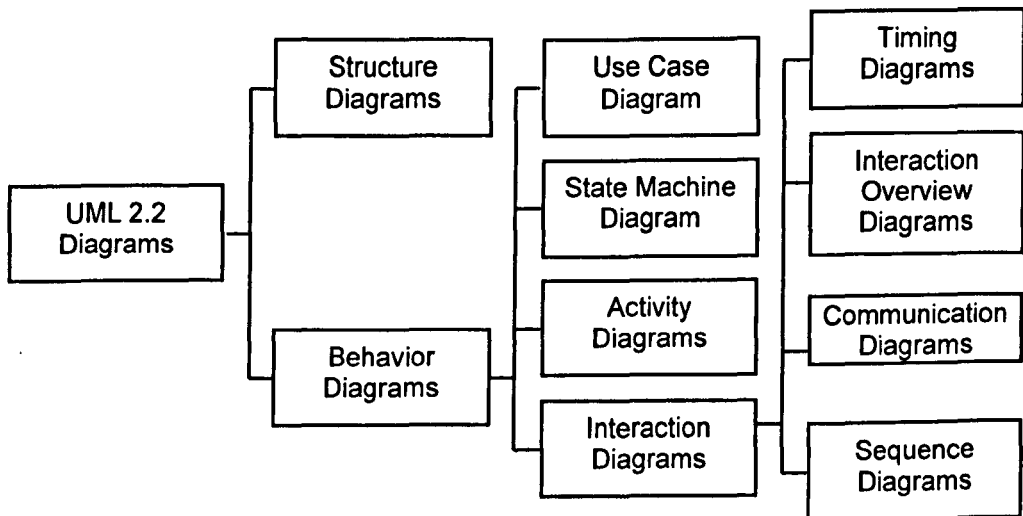 UML 2.2
Diagrams
Structure
Diagrams
Behavior
Diagrams
Use Case
Diagram
State Machine
Diagram
Activity
Diagrams
Interaction
Diagrams
Timing
Diagrams
Interaction
Overview
Diagrams
Communication
Diagrams
Sequence
Diagrams